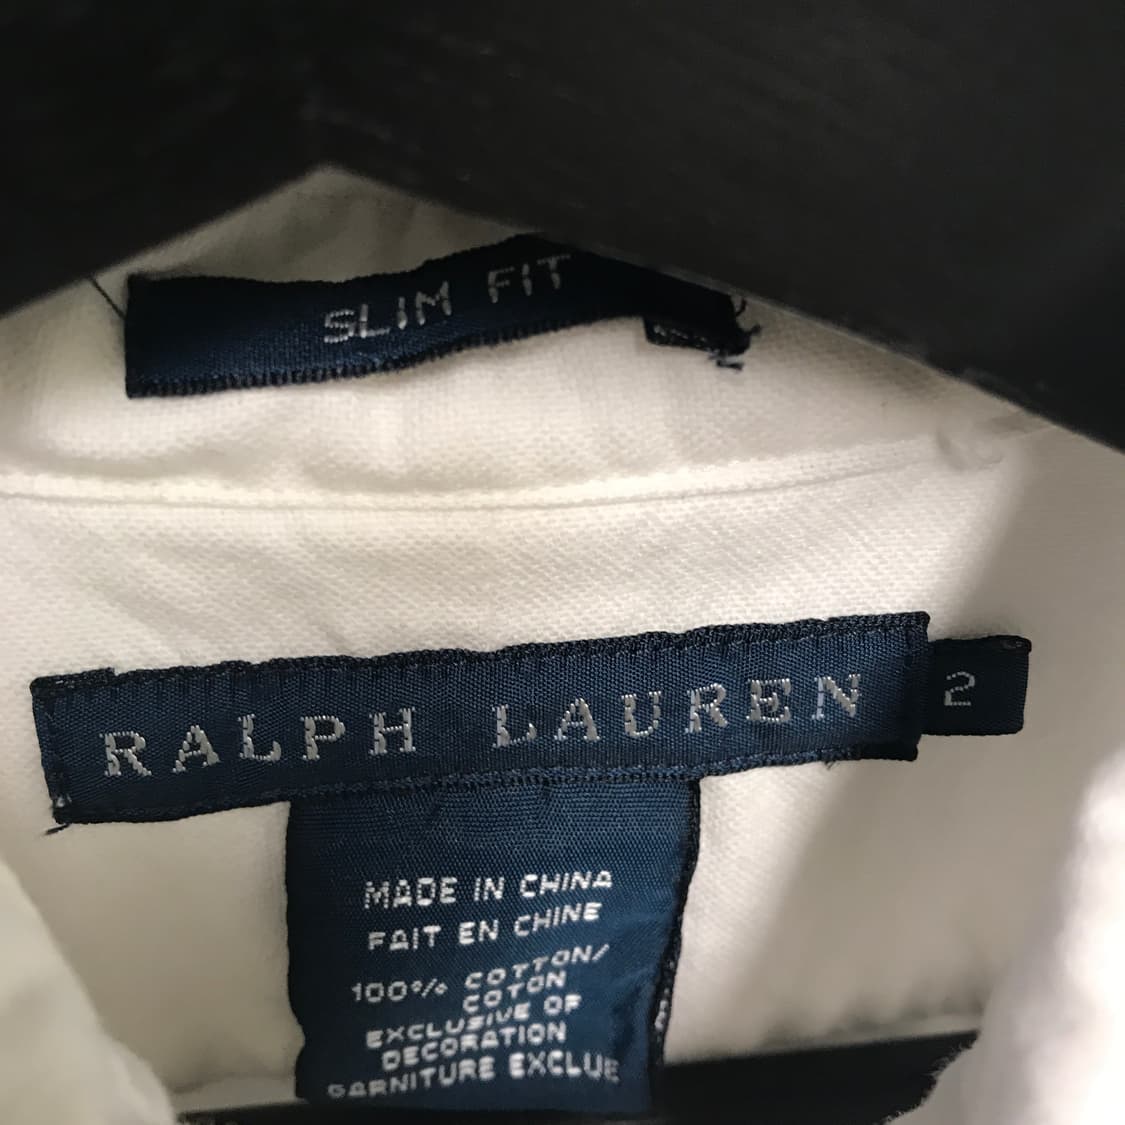 SLIM FIT
RALPH LAUREN
2
MADE IN CHINA
FAIT EN CHINE
100% COTTON/
COTON
EXCLUSIVE OF
DECORATION
GARNITURE EXCLUE